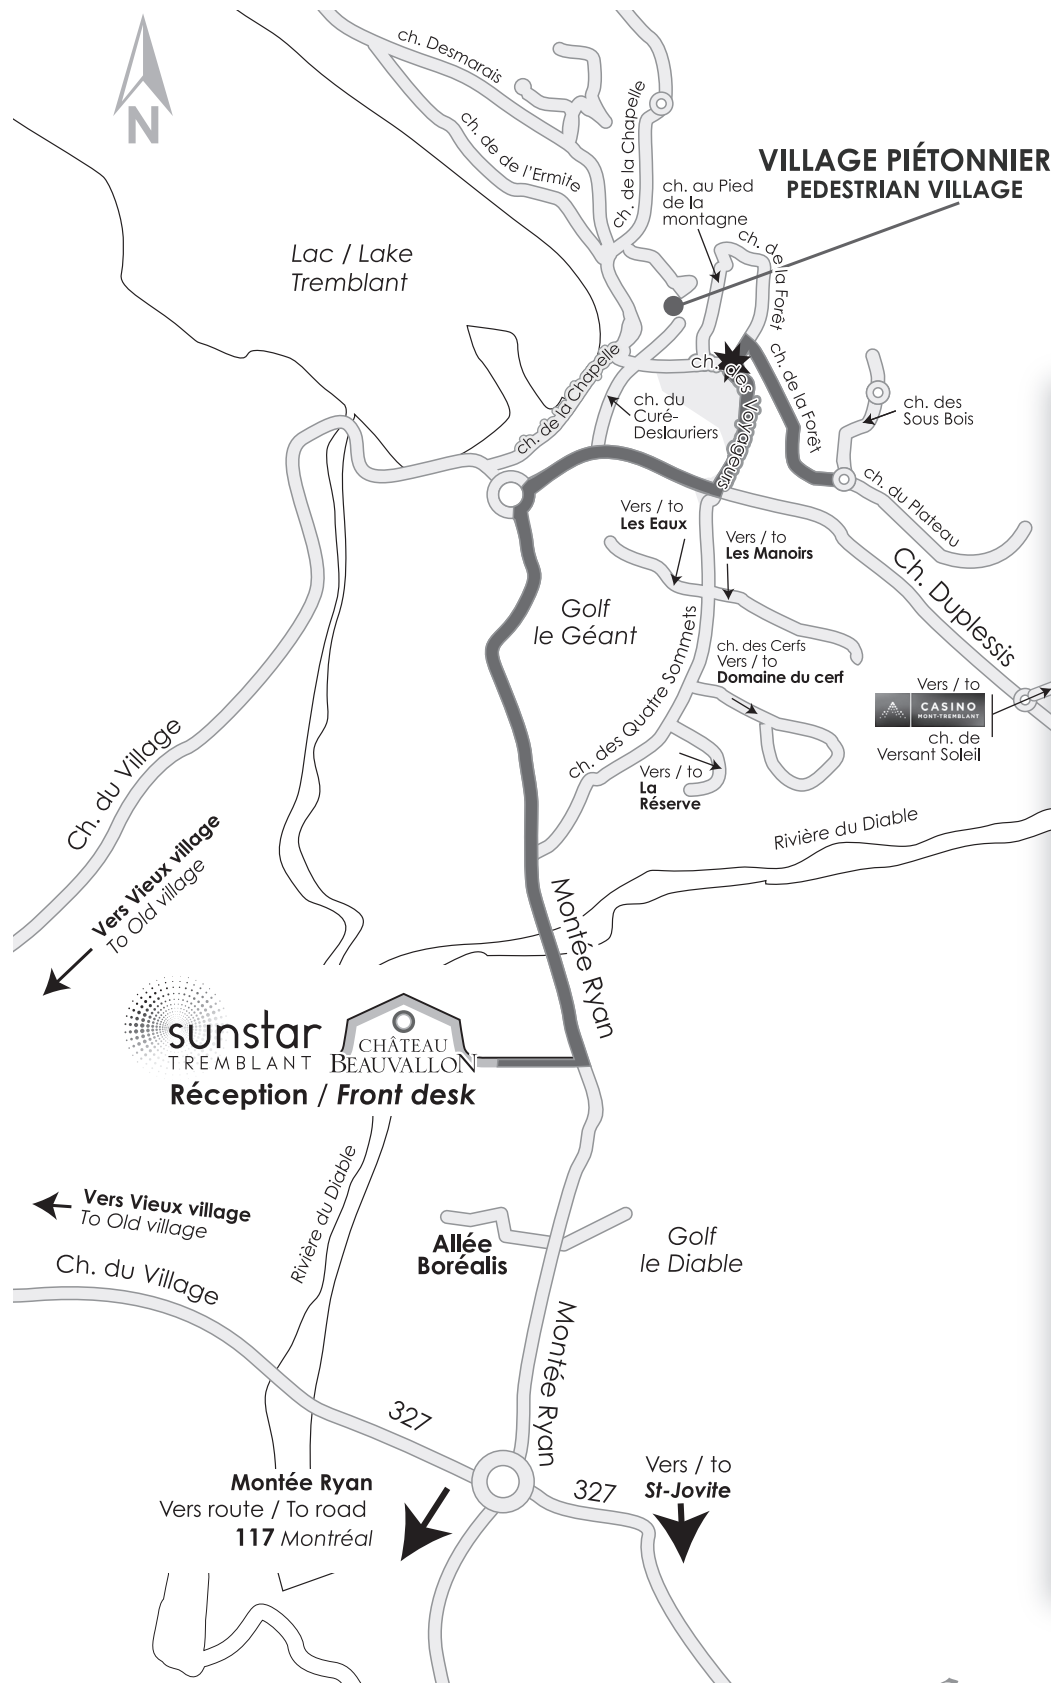 N
ch. Desmarais
ch. de de l'Ermite
ch. de la Chapelle
VILLAGE PIÉTONNIER
PEDESTRIAN VILLAGE
ch. au Pied
de la
montagne
ch. de la Forêt
Lac / Lake
Tremblant
ch. de la Chapelle
ch. des Voyageurs
ch. de la Forêt
ch. du
Curé-
Deslauriers
ch. des
Sous Bois
ch. du Plateau
Vers / to
Les Eaux
Vers / to
Les Manoirs
Ch. Duplessis
Golf
le Géant
ch. des Quatre Sommets
ch. des Cerfs
Vers / to
Domaine du cerf
Vers / to
CASINO
MONT-TREMBLANT
ch. de
Versant Soleil
Vers / to
La
Réserve
Ch. du Village
Rivière du Diable
Vers Vieux village
To Old village
Montée Ryan
sunstar
TREMBLANT
CHÂTEAU
BEAUVALLON
Réception / Front desk
Rivière du Diable
Vers Vieux village
To Old village
Ch. du Village
Allée
Boréalis
Golf
le Diable
Montée Ryan
327
Montée Ryan
Vers route / To road
117 Montréal
327
Vers / to
St-Jovite